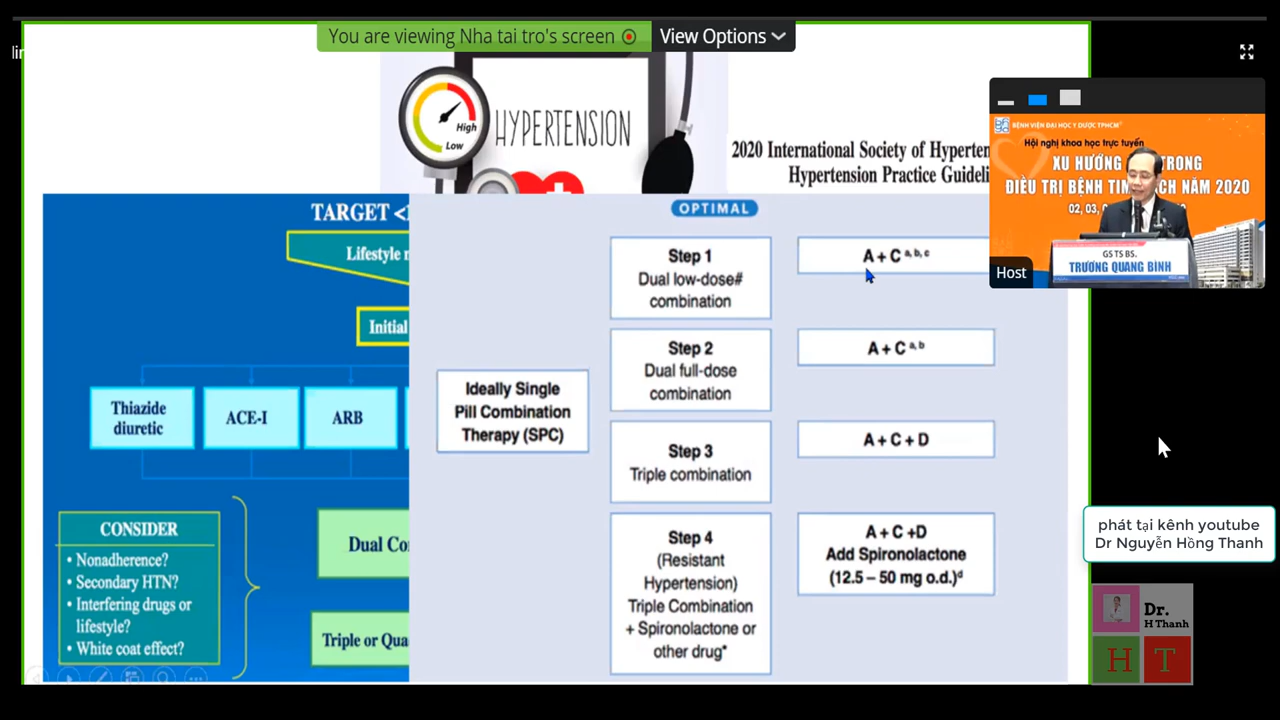 You are viewing Nha tai tro's screen
View Options
High
Low
HYPERTENSION
2020 International Society of
Hypertension Practice
TARGET
Lifestyle
Initial
Thiazide
diuretic
ACE-I
ARB
CONSIDER
• Nonadherence?
• Secondary HTN?
• Interfering drugs or
lifestyle?
• White coat effect?
Dual
Triple or
OPTIMAL
Ideally Single
Pill Combination
Therapy (SPC)
Step 1
Dual low-dose#
combination
A + C a, b, c
Step 2
Dual full-dose
combination
A + C a, b
Step 3
Triple combination
A + C + D
Step 4
(Resistant
Hypertension)
Triple Combination
+ Spironolactone or
other drug*
A + C +D
Add Spironolactone
(12.5 – 50 mg o.d.)d
BỆNH VIỆN ĐẠI HỌC Y DƯỢC TPHCM
Hội nghị khoa học trực tuyến
XU HƯỚNG TRONG
ĐIỀU TRỊ BỆNH NĂM 2020
02, 03,
GS TS BS.
TRƯƠNG QUANG BÌNH
Host
phát tại kênh youtube
Dr Nguyễn Hồng Thanh
Dr.
H Thanh
H T